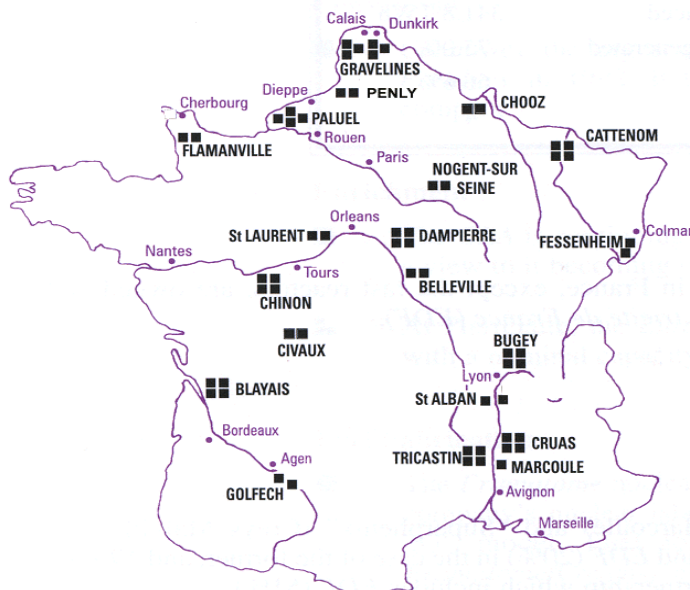 Calais
Dunkirk
GRAVELINES
Dieppe
PENLY
CHOOZ
Cherbourg
PALUEL
CATTENOM
FLAMANVILLE
Rouen
Paris
NOGENT-SUR
SEINE
Orleans
St LAURENT
DAMPIERRE
FESSENHEIM
Colmar
Nantes
Tours
BELLEVILLE
CHINON
CIVAUX
BUGEY
Lyon
BLAYAIS
St ALBAN
Bordeaux
CRUAS
TRICASTIN
Agen
MARCOULE
GOLFECH
Avignon
Marseille